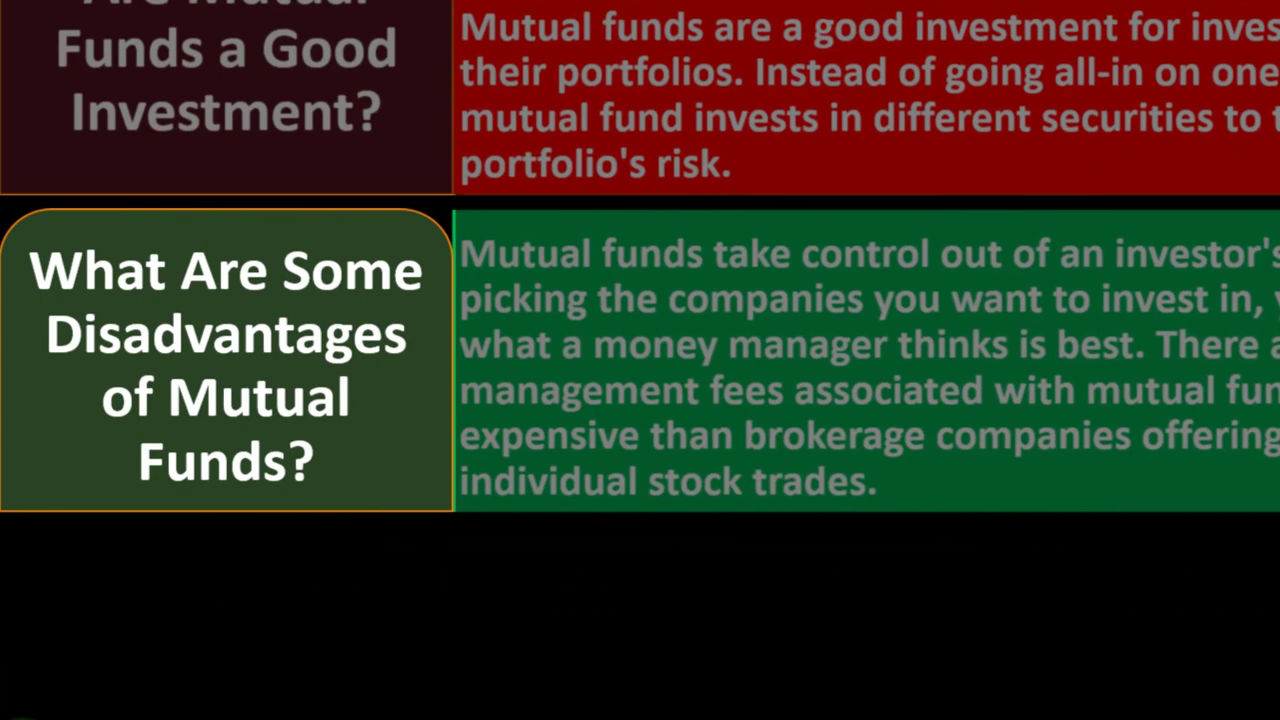 Are Mutual
Funds a Good
Investment?
Mutual funds are a good investment for
their portfolios. Instead of going all-in on one
mutual fund invests in different securities to
portfolio's risk.
What Are Some
Disadvantages
of Mutual
Funds?
Mutual funds take control out of an investor's
picking the companies you want to invest in,
what a money manager thinks is best. There
management fees associated with mutual
expensive than brokerage companies offering
individual stock trades.